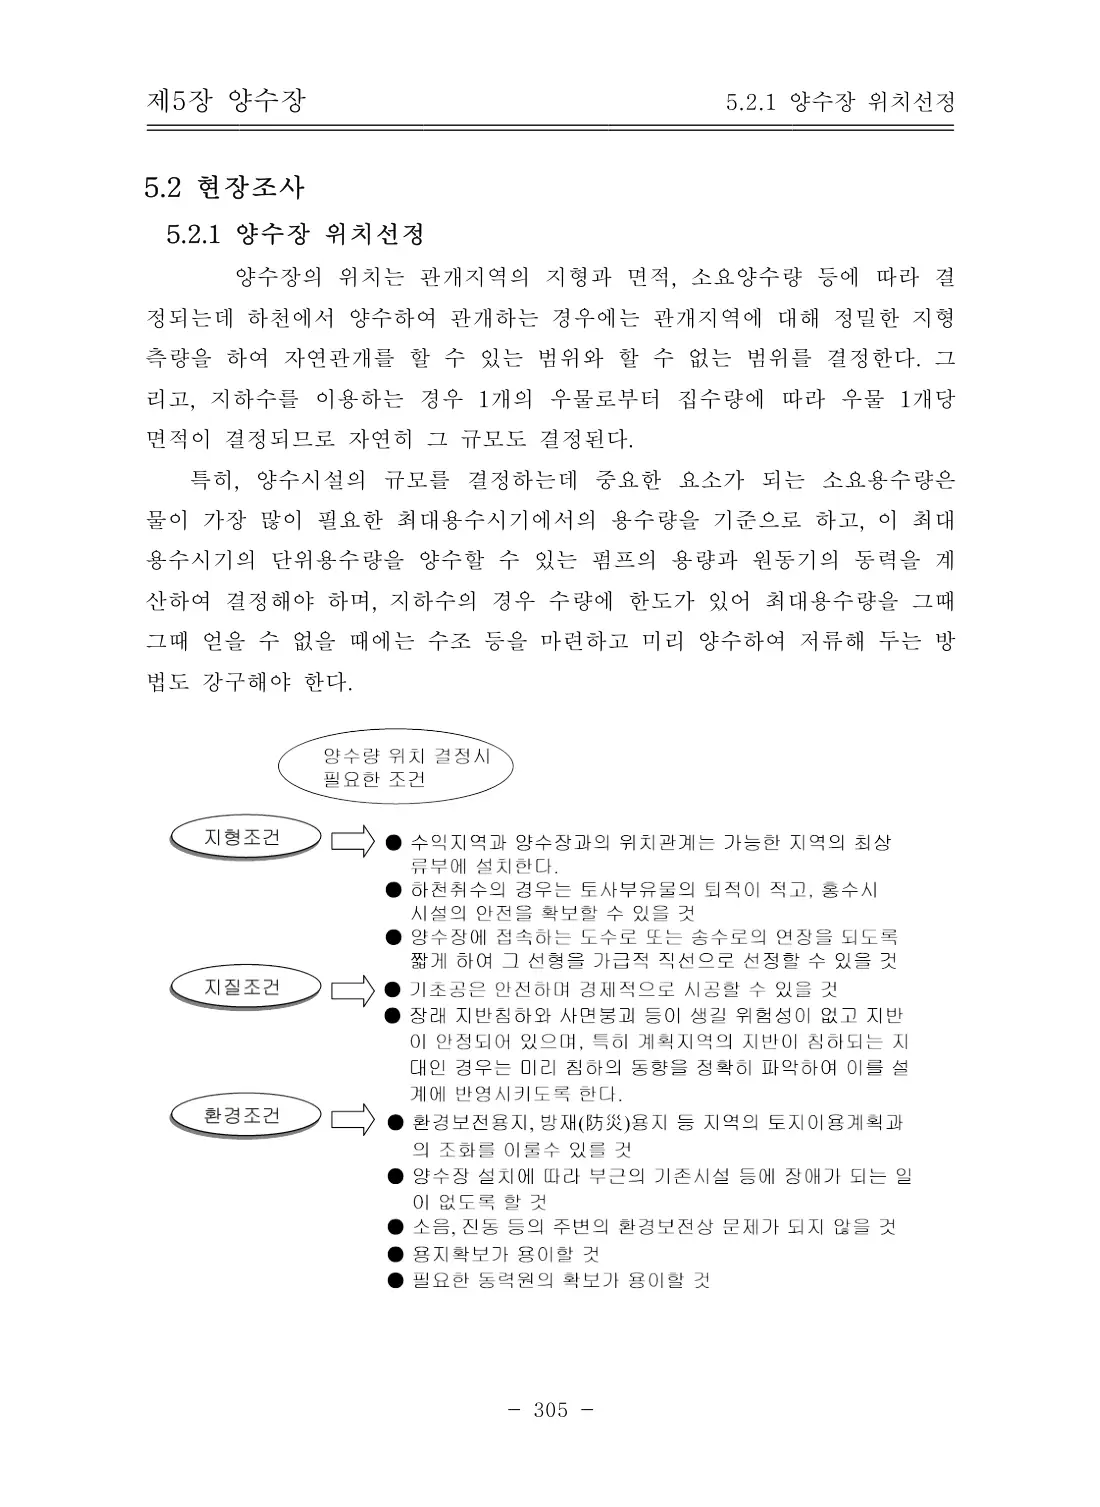 제5장 양수장
5.2.1 양수장 위치선정
5.2 현장조사
5.2.1 양수장 위치선정
양수장의 위치는 관개지역의 지형과 면적, 소요양수량 등에 따라 결
정되는데 하천에서 양수하여 관개하는 경우에는 관개지역에 대해 정밀한 지형
측량을 하여 자연관개를 할 수 있는 범위와 할 수 없는 범위를 결정한다. 그
리고, 지하수를 이용하는 경우 1개의 우물로부터 집수량에 따라 우물 1개당
면적이 결정되므로 자연히 그 규모도 결정된다.
특히, 양수시설의 규모를 결정하는데 중요한 요소가 되는 소요용수량은
물이 가장 많이 필요한 최대용수시기에서의 용수량을 기준으로 하고, 이 최대
용수시기의 단위용수량을 양수할 수 있는 펌프의 용량과 원동기의 동력을 계
산하여 결정해야 하며, 지하수의 경우 수량에 한도가 있어 최대용수량을 그때
그때 얻을 수 없을 때에는 수조 등을 마련하고 미리 양수하여 저류해 두는 방
법도 강구해야 한다.
양수량 위치 결정시
필요한 조건
지형조건
● 수익지역과 양수장과의 위치관계는 가능한 지역의 최상
류부에 설치한다.
● 하천취수의 경우는 토사부유물의 퇴적이 적고, 홍수시
시설의 안전을 확보할 수 있을 것
● 양수장에 접속하는 도수로 또는 송수로의 연장을 되도록
짧게 하여 그 선형을 가급적 직선으로 선정할 수 있을 것
지질조건
● 기초공은 안전하며 경제적으로 시공할 수 있을 것
● 장래 지반침하와 사면붕괴 등이 생길 위험성이 없고 지반
이 안정되어 있으며, 특히 계획지역의 지반이 침하되는 지
대인 경우는 미리 침하의 동향을 정확히 파악하여 이를 설
계에 반영시키도록 한다.
환경조건
● 환경보전용지, 방재(防災)용지 등 지역의 토지이용계획과
의 조화를 이룰수 있를 것
● 양수장 설치에 따라 부근의 기존시설 등에 장애가 되는 일
이 없도록 할 것
● 소음, 진동 등의 주변의 환경보전상 문제가 되지 않을 것
● 용지확보가 용이할 것
● 필요한 동력원의 확보가 용이할 것
- 305 -